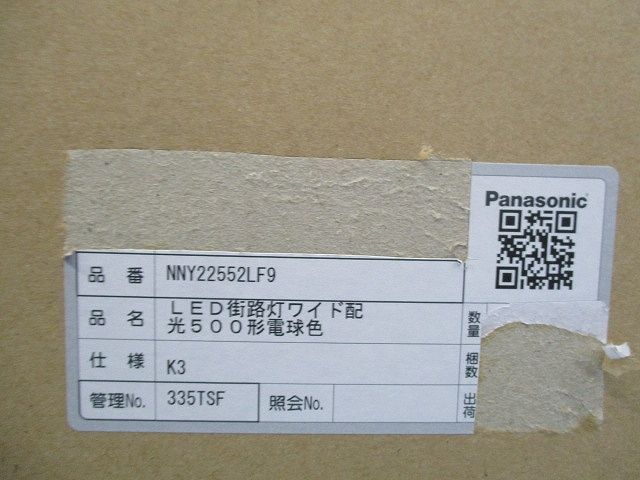 Panasonic
品番 NNY22552LF9
品名 LED街路灯ワイド配
光500形電球色
数量
仕様 K3
梱数
管理No. 335TSF 照会No.
出荷